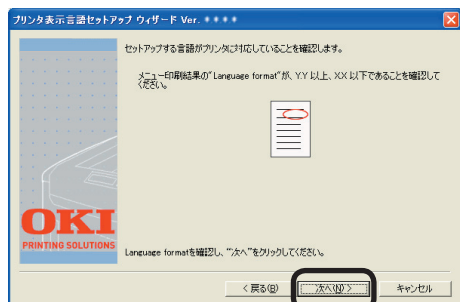 プリンタ表示言語セットアップ ウィザード Ver. ＊＊＊＊
セットアップする言語がプリンタに対応していることを確認します。
メニュー印刷結果の"Language format"が、Y.Y 以上、X.X 以下であることを確認して
ください。
OKI
PRINTING SOLUTIONS
Language formatを確認し、"次へ"をクリックしてください。
< 戻る(B)
次へ(N) >
キャンセル